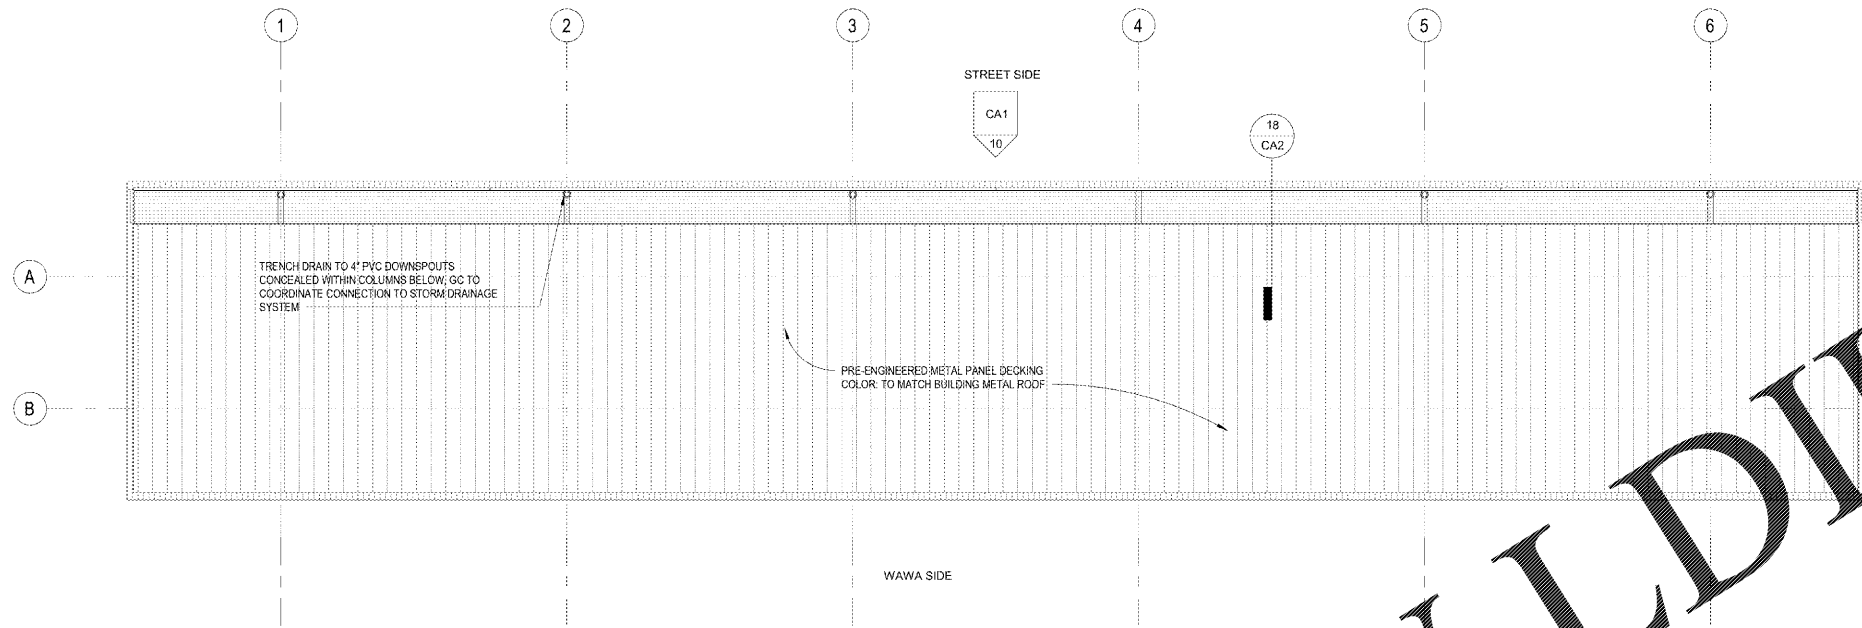 1 2 3 4 5 6
STREET SIDE
CA1
10
18
CA2
A
TRENCH DRAIN TO 4" PVC DOWNSPOUTS
CONCEALED WITHIN COLUMNS BELOW, GC TO
COORDINATE CONNECTION TO STORM DRAINAGE
SYSTEM
PRE-ENGINEERED METAL PANEL DECKING
COLOR: TO MATCH BUILDING METAL ROOF
B
WAWA SIDE